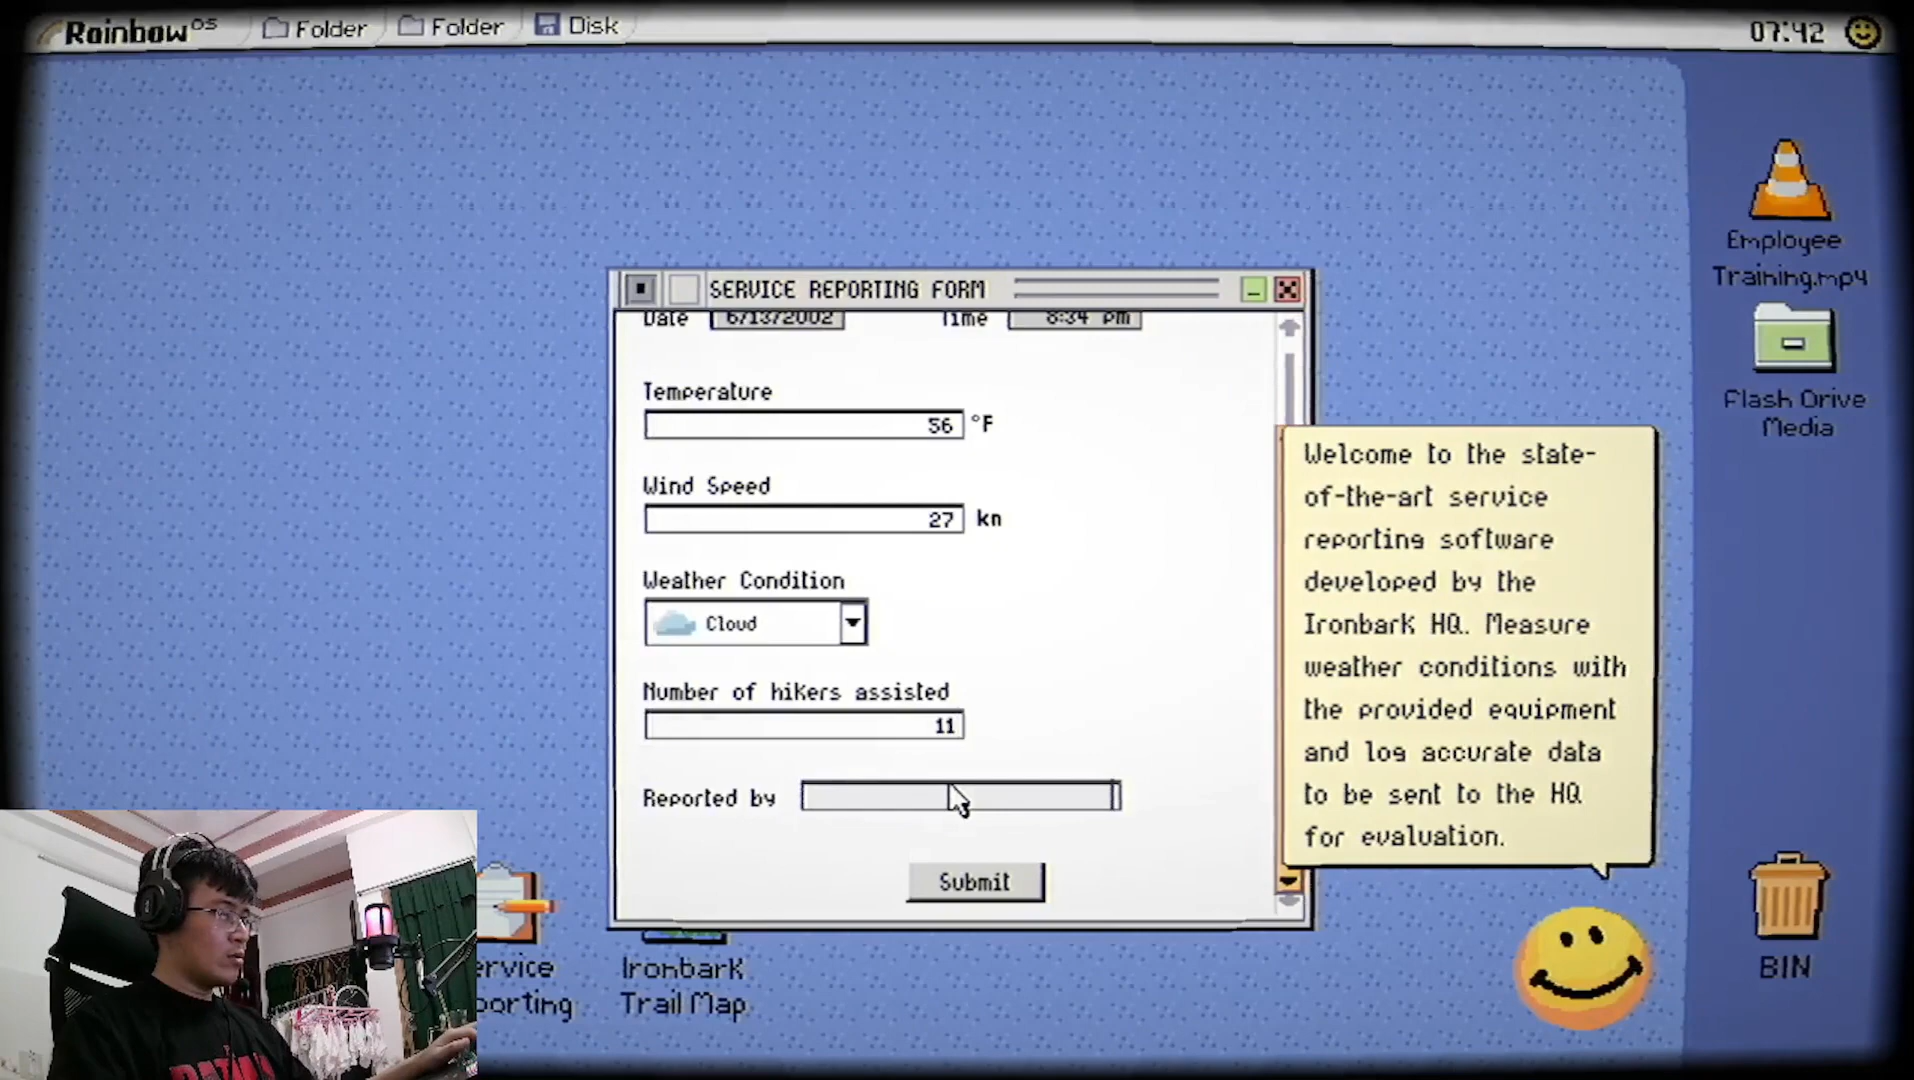 RainbowOS
Folder
Folder
Disk
07:42
Employee
Training.mp4
Flash Drive
Media
SERVICE REPORTING FORM
Date 6/13/2002 Time 8:34 pm
Temperature
56 °F
Wind Speed
27 kn
Weather Condition
Cloud
Number of hikers assisted
11
Reported by
Submit
Welcome to the state-
of-the-art service
reporting software
developed by the
Ironbark HQ. Measure
weather conditions with
the provided equipment
and log accurate data
to be sent to the HQ
for evaluation.
ervice
porting
Ironbark
Trail Map
BIN